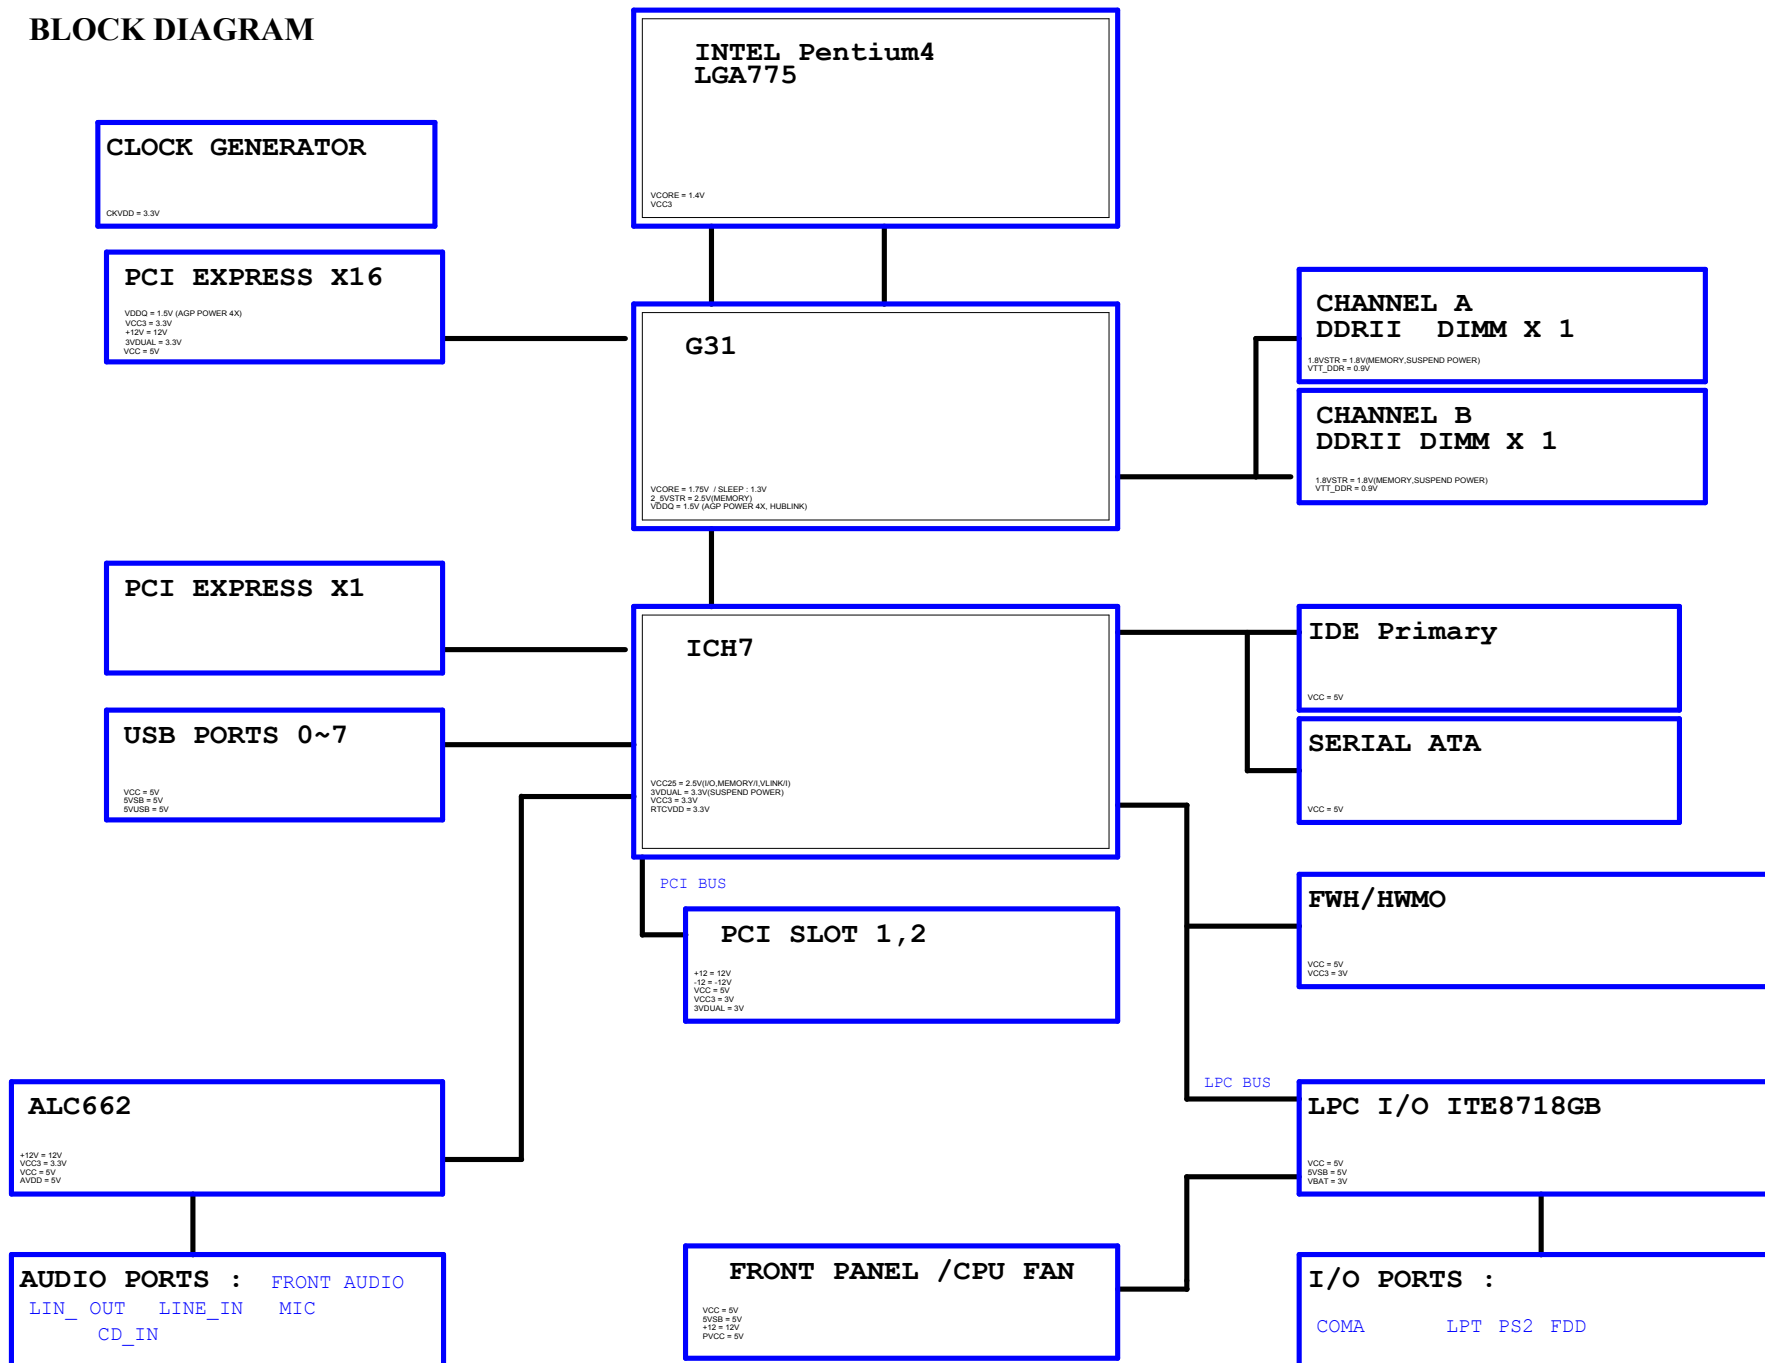 BLOCK DIAGRAM
INTEL Pentium4
LGA775
VCORE = 1.4V
VCC3
CLOCK GENERATOR
CKVDD = 3.3V
PCI EXPRESS X16
VDDQ = 1.5V (AGP POWER 4X)
VCC3 = 3.3V
+12V = 12V
3VDUAL = 3.3V
VCC = 5V
G31
VCORE = 1.75V / SLEEP : 1.3V
2_5VSTR = 2.5V(MEMORY)
VDDQ = 1.5V (AGP POWER 4X, HUBLINK)
CHANNEL A
DDRII DIMM X 1
1.8VSTR = 1.8V(MEMORY,SUSPEND POWER)
VTT_DDR = 0.9V
CHANNEL B
DDRII DIMM X 1
1.8VSTR = 1.8V(MEMORY,SUSPEND POWER)
VTT_DDR = 0.9V
PCI EXPRESS X1
ICH7
VCC25 = 2.5V(I/O,MEMORY/I,VLINK/I)
3VDUAL = 3.3V(SUSPEND POWER)
VCC3 = 3.3V
RTCVDD = 3.3V
IDE Primary
VCC = 5V
USB PORTS 0~7
VCC = 5V
5VSB = 5V
5VUSB = 5V
SERIAL ATA
VCC = 5V
PCI BUS
PCI SLOT 1,2
+12 = 12V
-12 = -12V
VCC = 5V
VCC3 = 3V
3VDUAL = 3V
FWH/HWMO
VCC = 5V
VCC3 = 3V
LPC BUS
ALC662
+12V = 12V
VCC3 = 3.3V
VCC = 5V
AVDD = 5V
LPC I/O ITE8718GB
VCC = 5V
5VSB = 5V
VBAT = 3V
AUDIO PORTS : FRONT AUDIO
LIN_ OUT LINE_IN MIC
CD_IN
FRONT PANEL /CPU FAN
VCC = 5V
5VSB = 5V
+12 = 12V
PVCC = 5V
I/O PORTS :
COMA LPT PS2 FDD